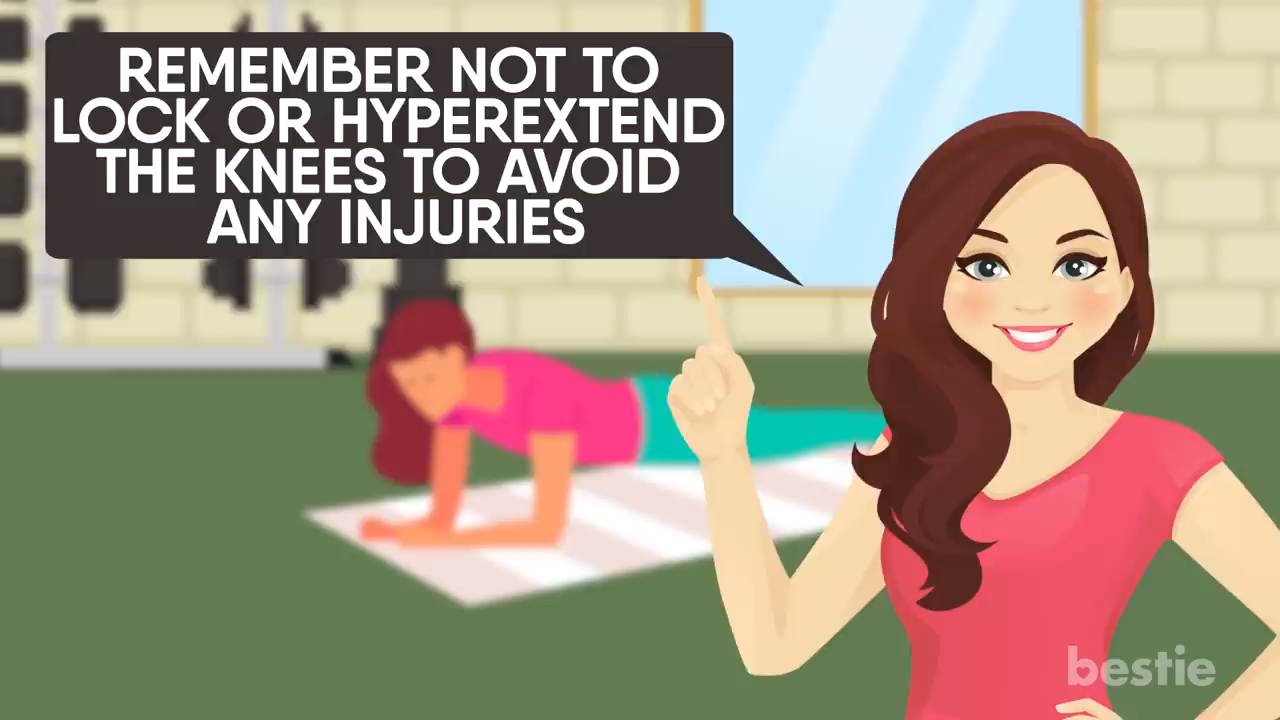 REMEMBER NOT TO
LOCK OR HYPEREXTEND
THE KNEES TO AVOID
ANY INJURIES
bestie